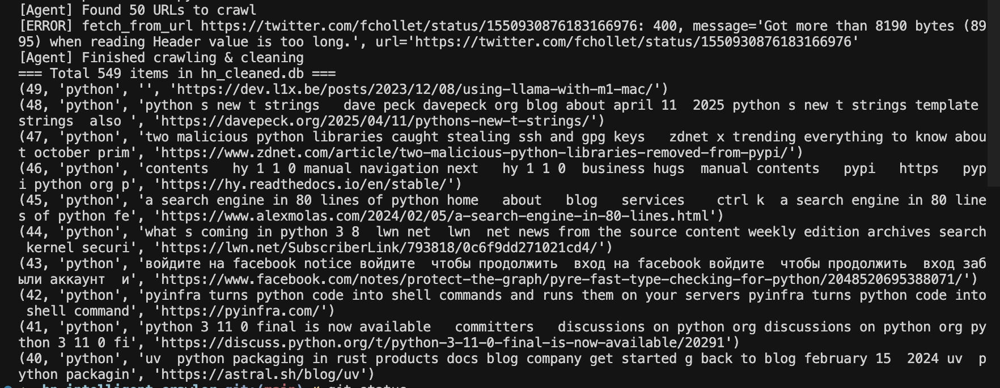 [Agent] Found 50 URLs to crawl
[ERROR] fetch_from_url https://twitter.com/fchollet/status/1550930876183166976: 400, message='Got more than 8190 bytes (89
95) when reading Header value is too long.', url='https://twitter.com/fchollet/status/1550930876183166976'
[Agent] Finished crawling & cleaning
=== Total 549 items in hn_cleaned.db ===
(49, 'python', '', 'https://dev.l1x.be/posts/2023/12/08/using-llama-with-m1-mac/')
(48, 'python', 'python s new t strings   dave peck davepeck org blog about april 11  2025 python s new t strings template
strings  also ', 'https://davepeck.org/2025/04/11/pythons-new-t-strings/')
(47, 'python', 'two malicious python libraries caught stealing ssh and gpg keys   zdnet x trending everything to know abou
t october prim', 'https://www.zdnet.com/article/two-malicious-python-libraries-removed-from-pypi/')
(46, 'python', 'contents   hy 1 1 0 manual navigation next   hy 1 1 0  business hugs  manual contents   pypi   https   pyp
i python org p', 'https://hy.readthedocs.io/en/stable/')
(45, 'python', 'a search engine in 80 lines of python home   about   blog   services    ctrl k  a search engine in 80 line
s of python fe', 'https://www.alexmolas.com/2024/02/05/a-search-engine-in-80-lines.html')
(44, 'python', 'what s coming in python 3 8  lwn net  lwn  net news from the source content weekly edition archives search
 kernel securi', 'https://lwn.net/SubscriberLink/793818/0c6f9dd271021cd4/')
(43, 'python', 'войдите на facebook notice войдите  чтобы продолжить  вход на facebook войдите  чтобы продолжить  вход заб
ыли аккаунт  и', 'https://www.facebook.com/notes/protect-the-graph/pyre-fast-type-checking-for-python/2048520695388071/')
(42, 'python', 'pyinfra turns python code into shell commands and runs them on your servers pyinfra turns python code into
 shell command', 'https://pyinfra.com/')
(41, 'python', 'python 3 11 0 final is now available   committers   discussions on python org discussions on python org py
thon 3 11 0 fi', 'https://discuss.python.org/t/python-3-11-0-final-is-now-available/20291')
(40, 'python', 'uv  python packaging in rust products docs blog company get started g back to blog february 15  2024 uv  p
ython packagin', 'https://astral.sh/blog/uv')